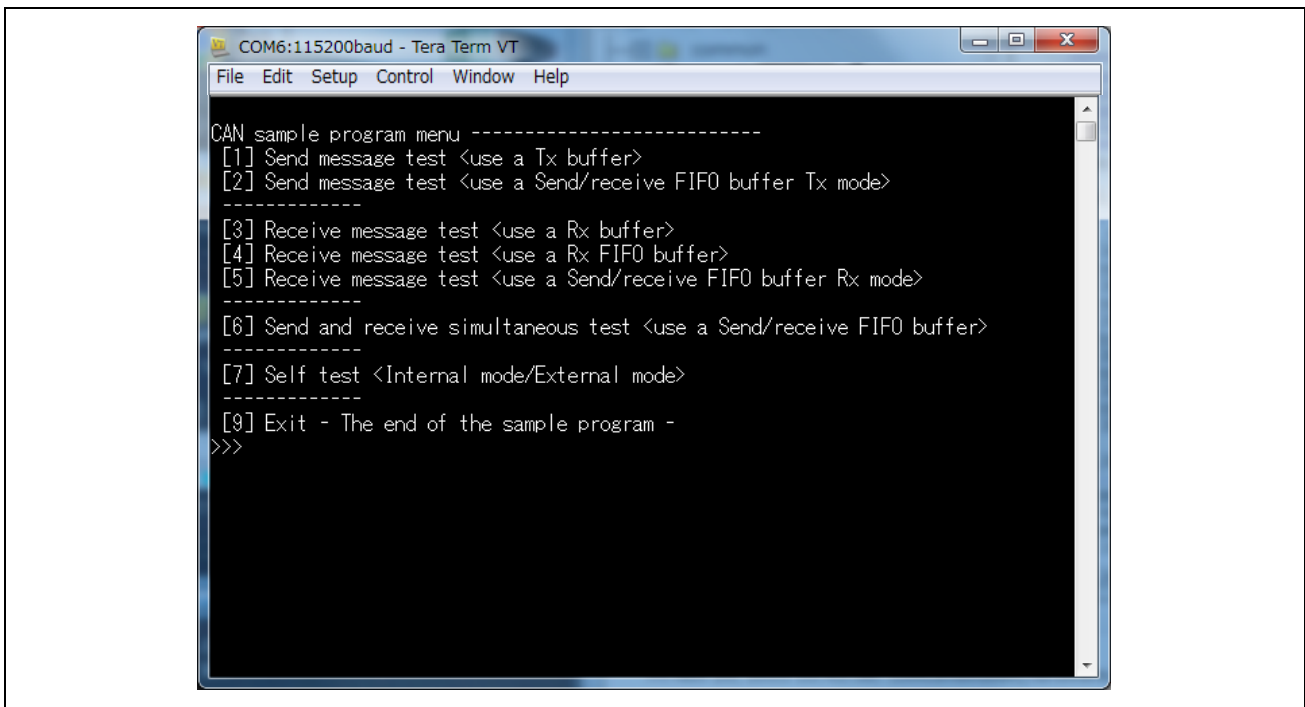 COM6:115200baud - Tera Term VT
File Edit Setup Control Window Help
CAN sample program menu ---------------------------
[1] Send message test <use a Tx buffer>
[2] Send message test <use a Send/receive FIFO buffer Tx mode>
-------------
[3] Receive message test <use a Rx buffer>
[4] Receive message test <use a Rx FIFO buffer>
[5] Receive message test <use a Send/receive FIFO buffer Rx mode>
-------------
[6] Send and receive simultaneous test <use a Send/receive FIFO buffer>
-------------
[7] Self test <Internal mode/External mode>
-------------
[9] Exit - The end of the sample program -
>>>